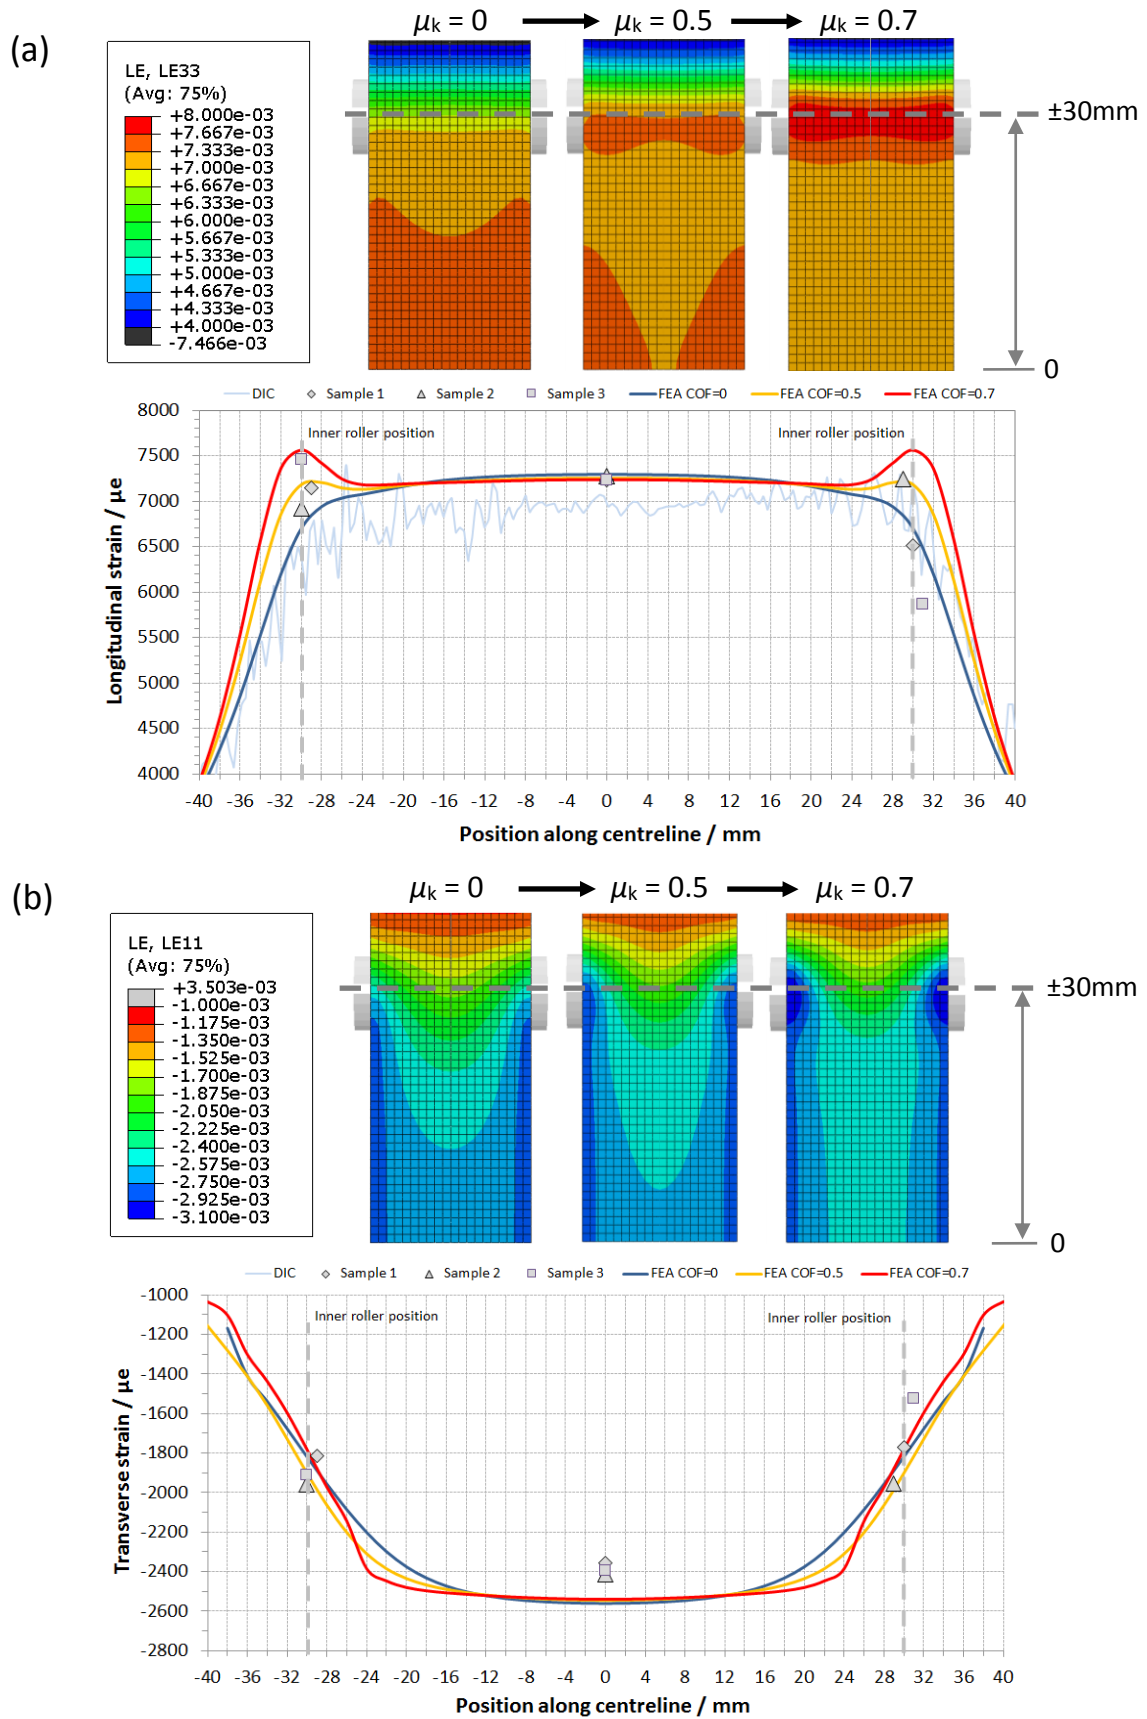 (a)
μk = 0 μk = 0.5 μk = 0.7
LE, LE33
(Avg: 75%)
+8.000e-03
+7.667e-03
+7.333e-03
+7.000e-03
+6.667e-03
+6.333e-03
+6.000e-03
+5.667e-03
+5.333e-03
+5.000e-03
+4.667e-03
+4.333e-03
+4.000e-03
-7.466e-03
±30mm
0
DIC Sample 1 Sample 2 Sample 3 FEA COF=0 FEA COF=0.5 FEA COF=0.7
8000
7500
7000
6500
6000
5500
5000
4500
4000
Longitudinal strain / μe
Inner roller position Inner roller position
-40 -36 -32 -28 -24 -20 -16 -12 -8 -4 0 4 8 12 16 20 24 28 32 36 40
Position along centreline / mm
(b)
μk = 0 μk = 0.5 μk = 0.7
LE, LE11
(Avg: 75%)
+3.503e-03
-1.000e-03
-1.175e-03
-1.350e-03
-1.525e-03
-1.700e-03
-1.875e-03
-2.050e-03
-2.225e-03
-2.400e-03
-2.575e-03
-2.750e-03
-2.925e-03
-3.100e-03
±30mm
0
DIC Sample 1 Sample 2 Sample 3 FEA COF=0 FEA COF=0.5 FEA COF=0.7
-1000
-1200
-1400
-1600
-1800
-2000
-2200
-2400
-2600
-2800
Transverse strain / μe
Inner roller position Inner roller position
-40 -36 -32 -28 -24 -20 -16 -12 -8 -4 0 4 8 12 16 20 24 28 32 36 40
Position along centreline / mm